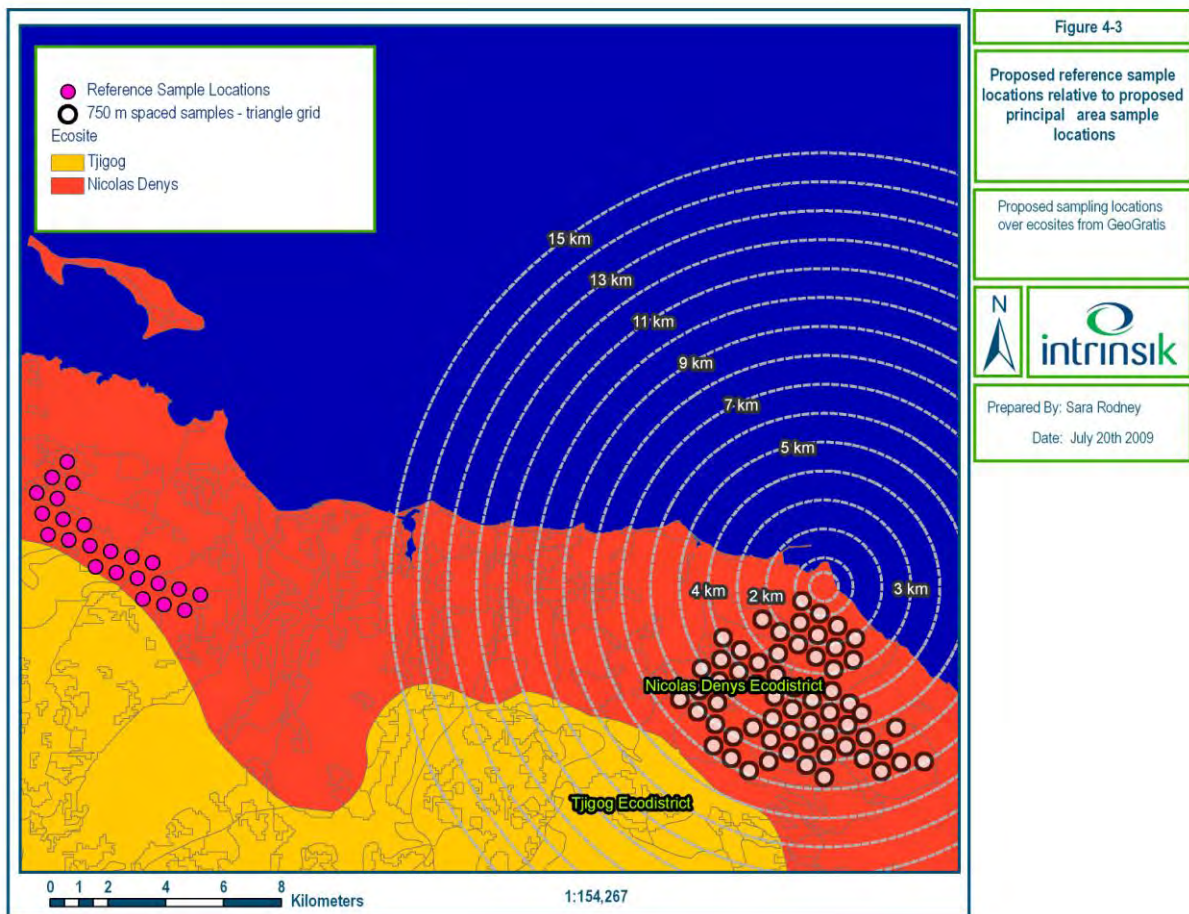 Reference Sample Locations
750 m spaced samples - triangle grid
Ecosite
Tjigog
Nicolas Denys
15 km
13 km
11 km
9 km
7 km
5 km
4 km
2 km
3 km
Nicolas Denys Ecodistrict
Tjigog Ecodistrict
0 1 2 4 6 8
Kilometers
1:154,267
Figure 4-3
Proposed reference sample
locations relative to proposed
principal area sample
locations
Proposed sampling locations
over ecosites from GeoGratis
N
intrinsik
Prepared By: Sara Rodney
Date: July 20th 2009